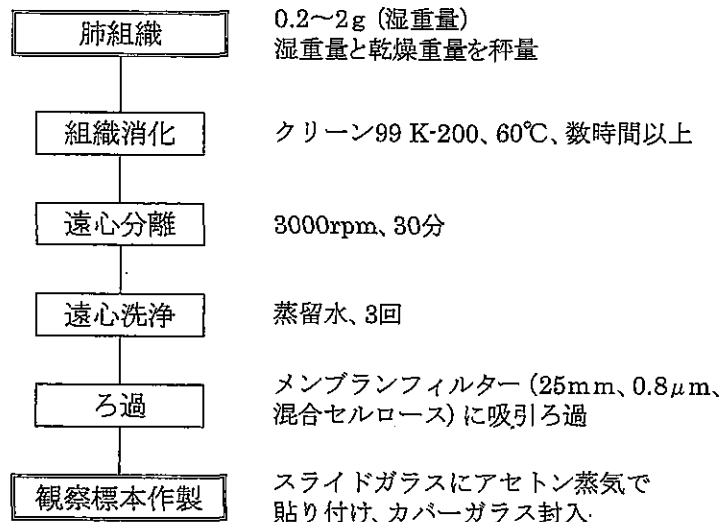 肺組織
0.2～2g (湿重量)
湿重量と乾燥重量を秤量
組織消化
クリーン99 K-200、60℃、数時間以上
遠心分離
3000rpm、30分
遠心洗浄
蒸留水、3回
ろ過
メンブランフィルター (25mm、0.8μm、
混合セルロース) に吸引ろ過
観察標本作製
スライドガラスにアセトン蒸気で
貼り付け、カバーガラス封入